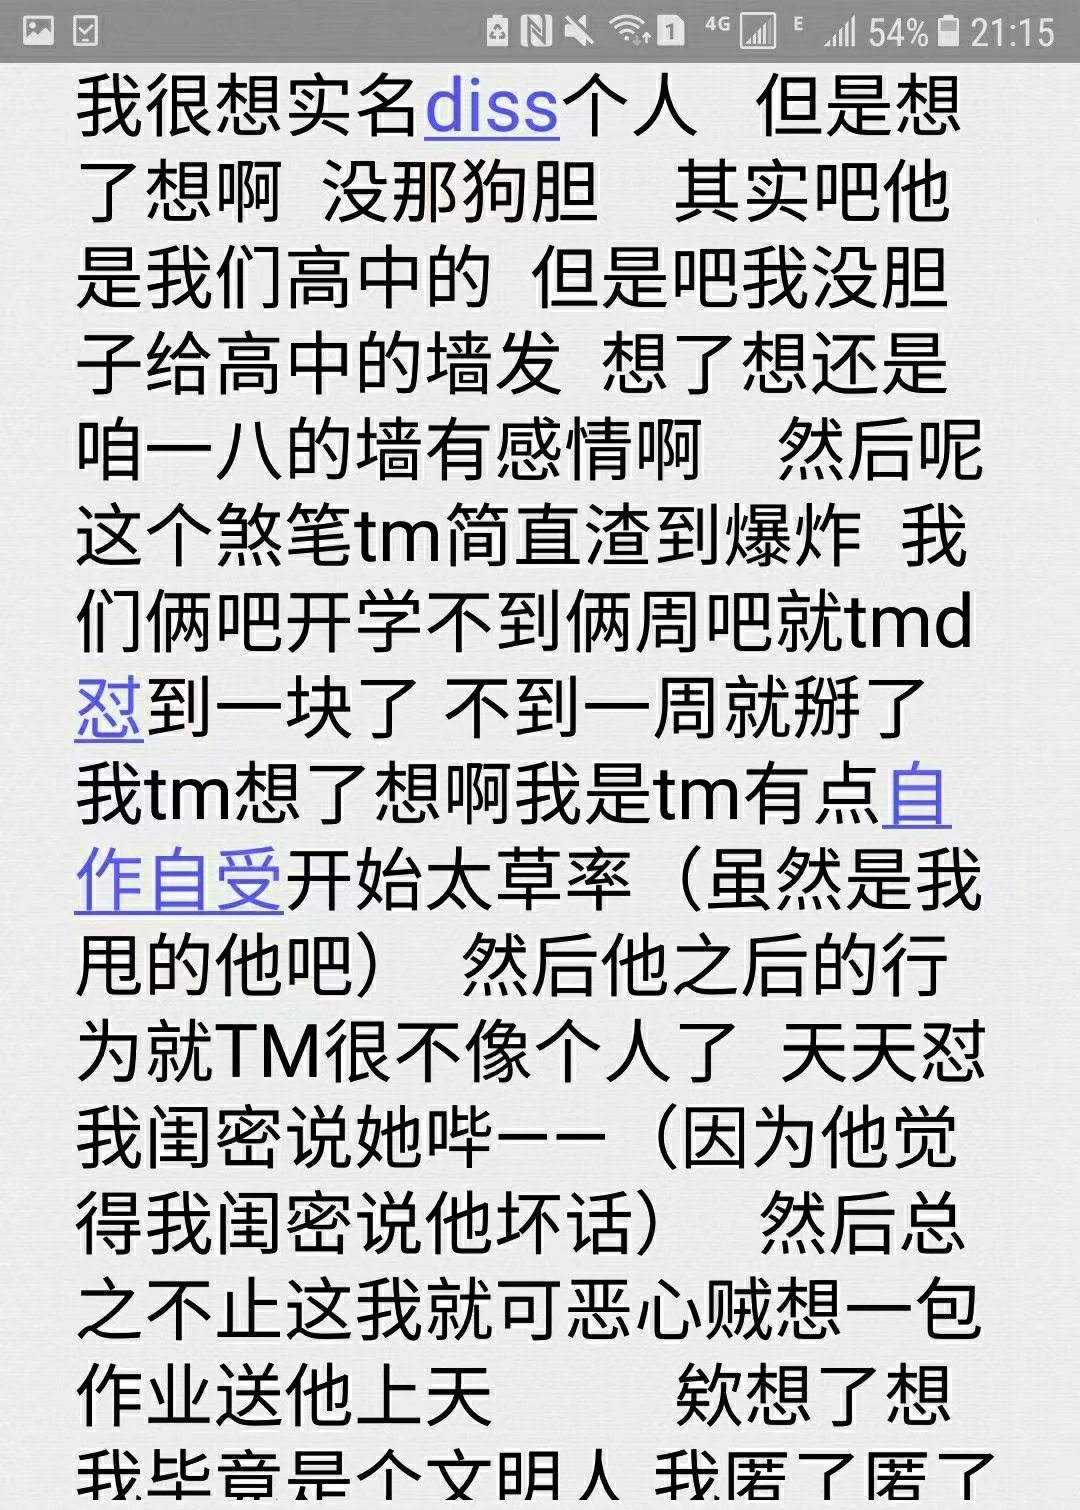 4G E 54% 21:15
我很想实名diss个人 但是想
了想啊 没那狗胆 其实吧他
是我们高中的 但是吧我没胆
子给高中的墙发 想了想还是
咱一八的墙有感情啊 然后呢
这个煞笔tm简直渣到爆炸 我
们俩吧开学不到俩周吧就tmd
怼到一块了 不到一周就掰了
我tm想了想啊我是tm有点自
作自受开始太草率（虽然是我
甩的他吧） 然后他之后的行
为就TM很不像个人了 天天怼
我闺密说她哔一一（因为他觉
得我闺密说他坏话） 然后总
之不止这我就可恶心贼想一包
作业送他上天 欸想了想
我毕竟是个文明人 我匿了匿了